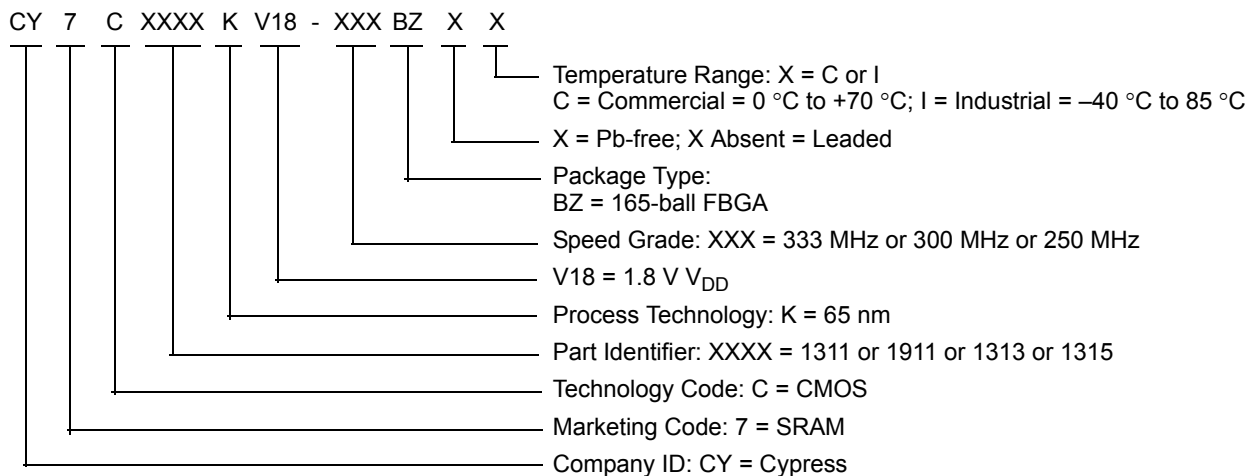 CY 7 C XXXX K V18 - XXX BZ X X
Temperature Range: X = C or I
C = Commercial = 0 °C to +70 °C; I = Industrial = –40 °C to 85 °C
X = Pb-free; X Absent = Leaded
Package Type:
BZ = 165-ball FBGA
Speed Grade: XXX = 333 MHz or 300 MHz or 250 MHz
V18 = 1.8 V VDD
Process Technology: K = 65 nm
Part Identifier: XXXX = 1311 or 1911 or 1313 or 1315
Technology Code: C = CMOS
Marketing Code: 7 = SRAM
Company ID: CY = Cypress